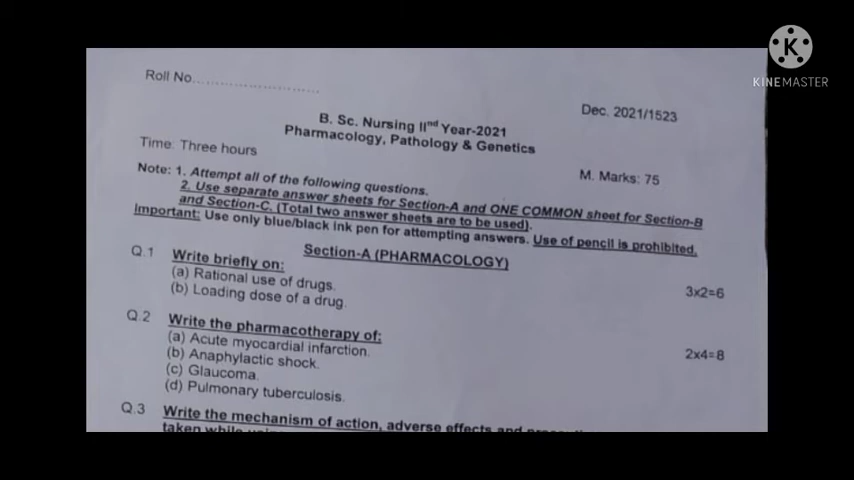 KINEMASTER
Roll No............................
Dec. 2021/1523
B. Sc. Nursing IInd Year-2021
Pharmacology, Pathology & Genetics
Time: Three hours
M. Marks: 75
Note: 1. Attempt all of the following questions.
2. Use separate answer sheets for Section-A and ONE COMMON sheet for Section-B
and Section-C. (Total two answer sheets are to be used).
Important: Use only blue/black ink pen for attempting answers. Use of pencil is prohibited.
Section-A (PHARMACOLOGY)
Q.1 Write briefly on: 3x2=6
(a) Rational use of drugs.
(b) Loading dose of a drug.
Q.2 Write the pharmacotherapy of: 2x4=8
(a) Acute myocardial infarction.
(b) Anaphylactic shock.
(c) Glaucoma.
(d) Pulmonary tuberculosis.
Q.3 Write the mechanism of action, adverse effects and
taken while